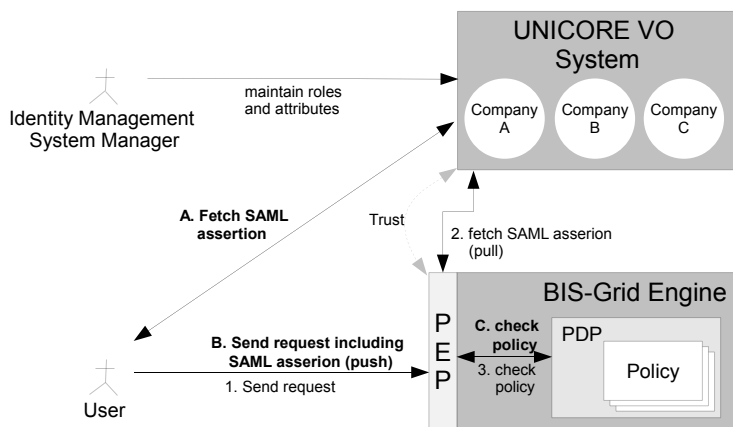 UNICORE VO
System
Company
A
Company
B
Company
C
maintain roles
and attributes
Identity Management
System Manager
A. Fetch SAML
assertion
Trust
2. fetch SAML asserion
(pull)
BIS-Grid Engine
P
E
P
C. check
policy
3. check
policy
PDP
Policy
B. Send request including
SAML asserion (push)
1. Send request
User